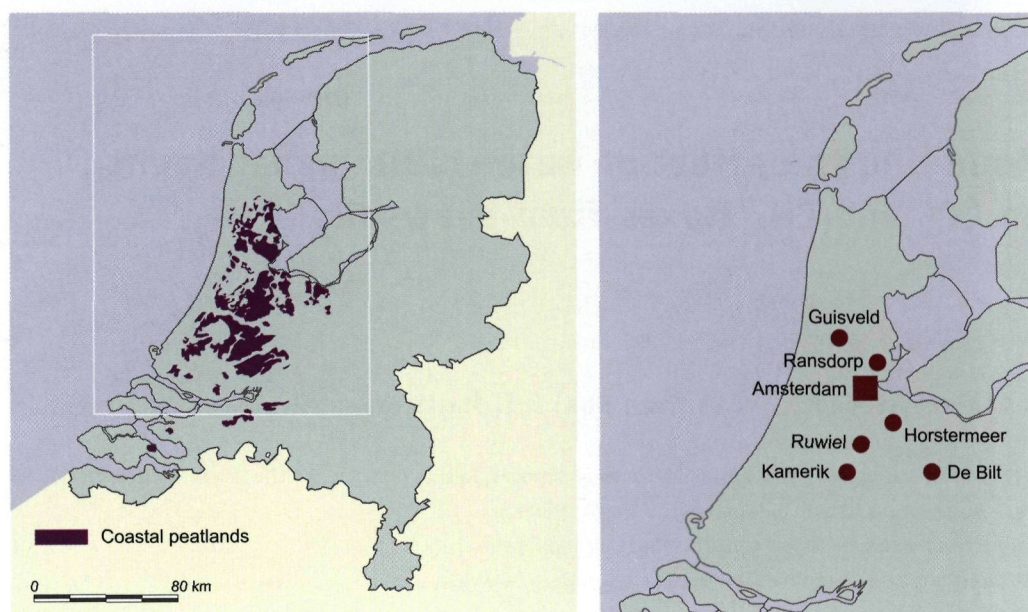 Coastal peatlands
0 80 km
Guisveld
Ransdorp
Amsterdam
Horstermeer
Ruwiel
Kamerik
De Bilt